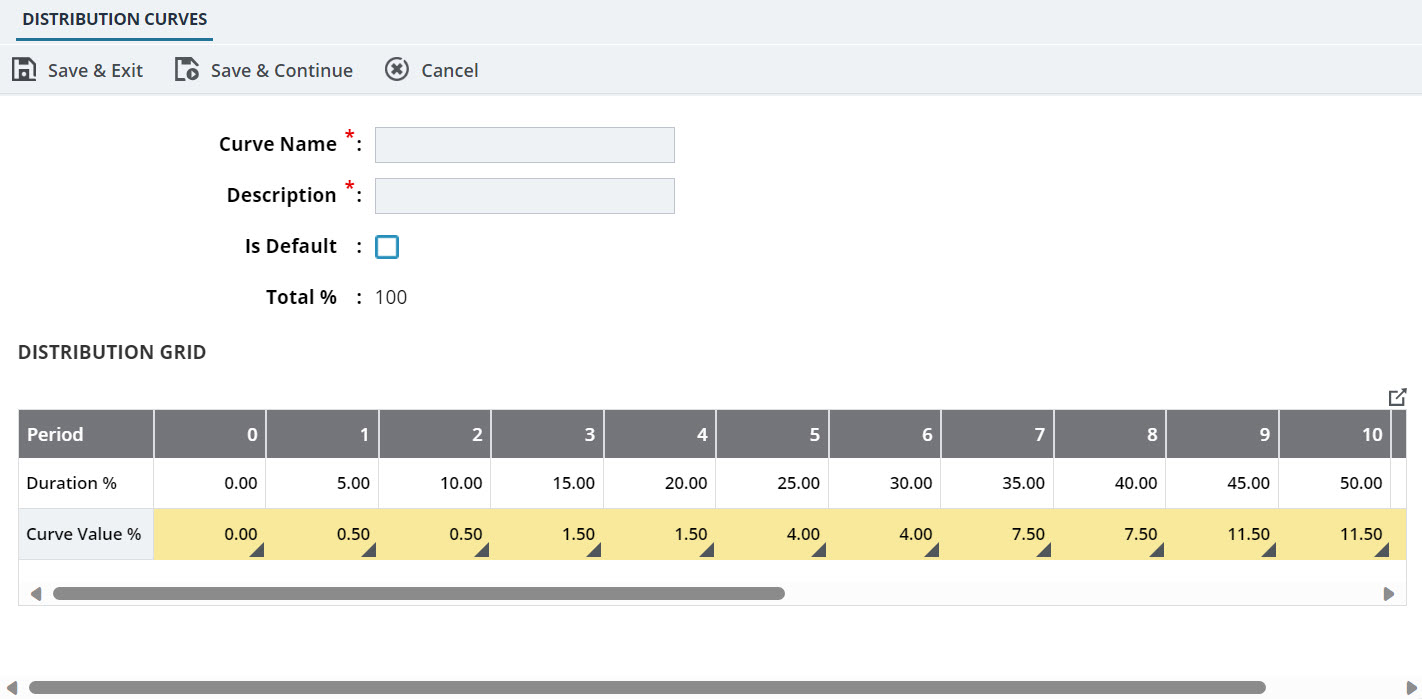 DISTRIBUTION CURVES
Save & Exit Save & Continue Cancel
Curve Name * :
Description * :
Is Default :
Total % : 100
DISTRIBUTION GRID
Period 0 1 2 3 4 5 6 7 8 9 10
Duration % 0.00 5.00 10.00 15.00 20.00 25.00 30.00 35.00 40.00 45.00 50.00
Curve Value % 0.00 0.50 0.50 1.50 1.50 4.00 4.00 7.50 7.50 11.50 11.50